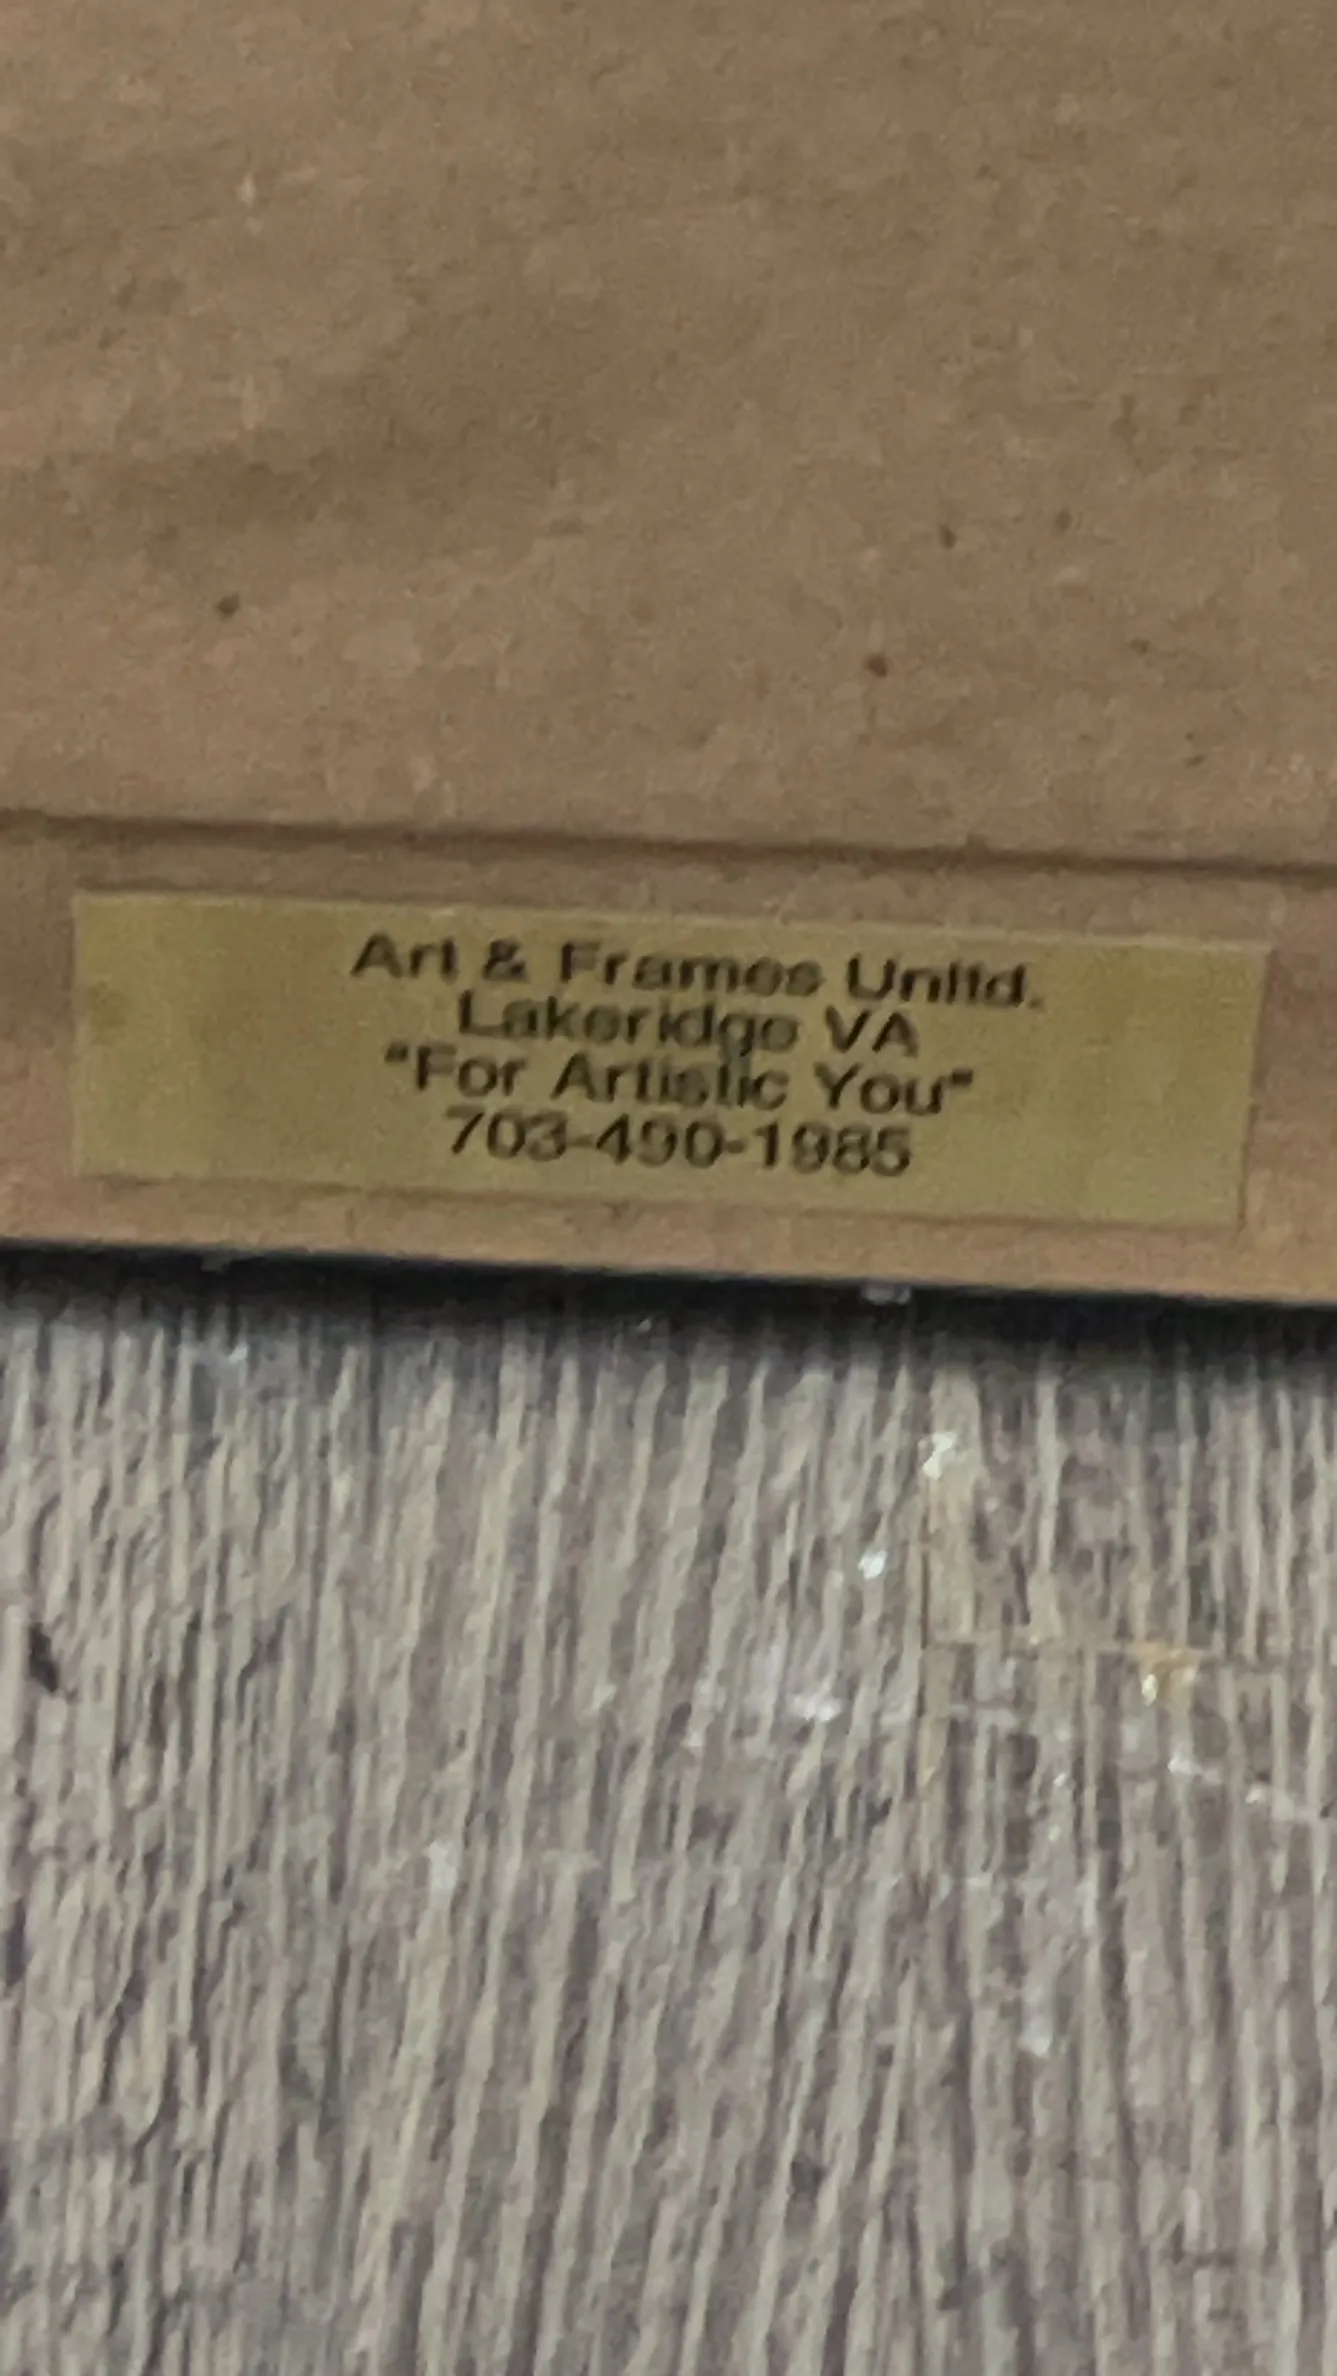 Art & Frames Unltd.
Lakeridge VA
"For Artistic You"
703-490-1985